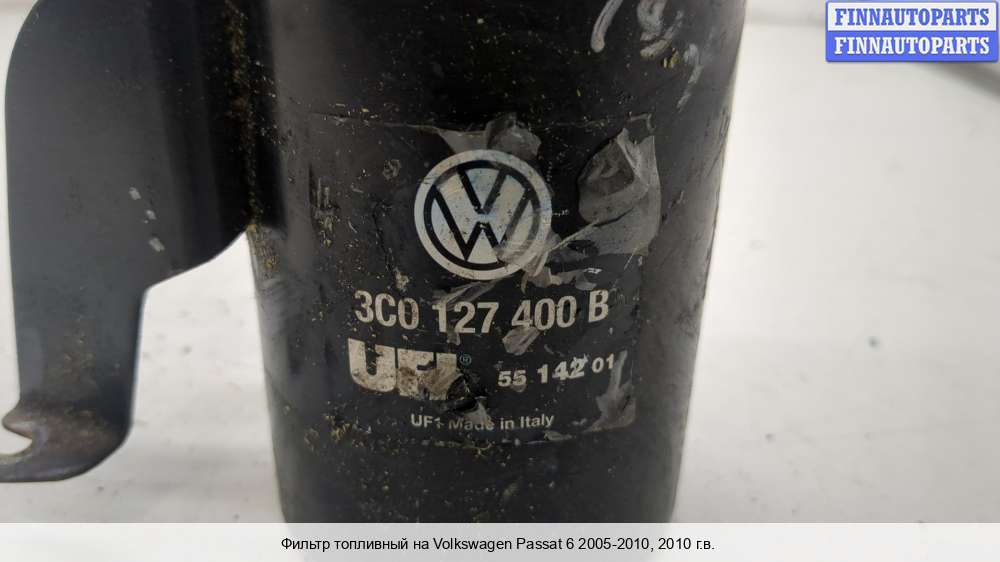 FINNAUTOPARTS
FINNAUTOPARTS
3C0 127 400 B
UFI®
55 142 01
UFI Made in Italy
Фильтр топливный на Volkswagen Passat 6 2005-2010, 2010 г.в.